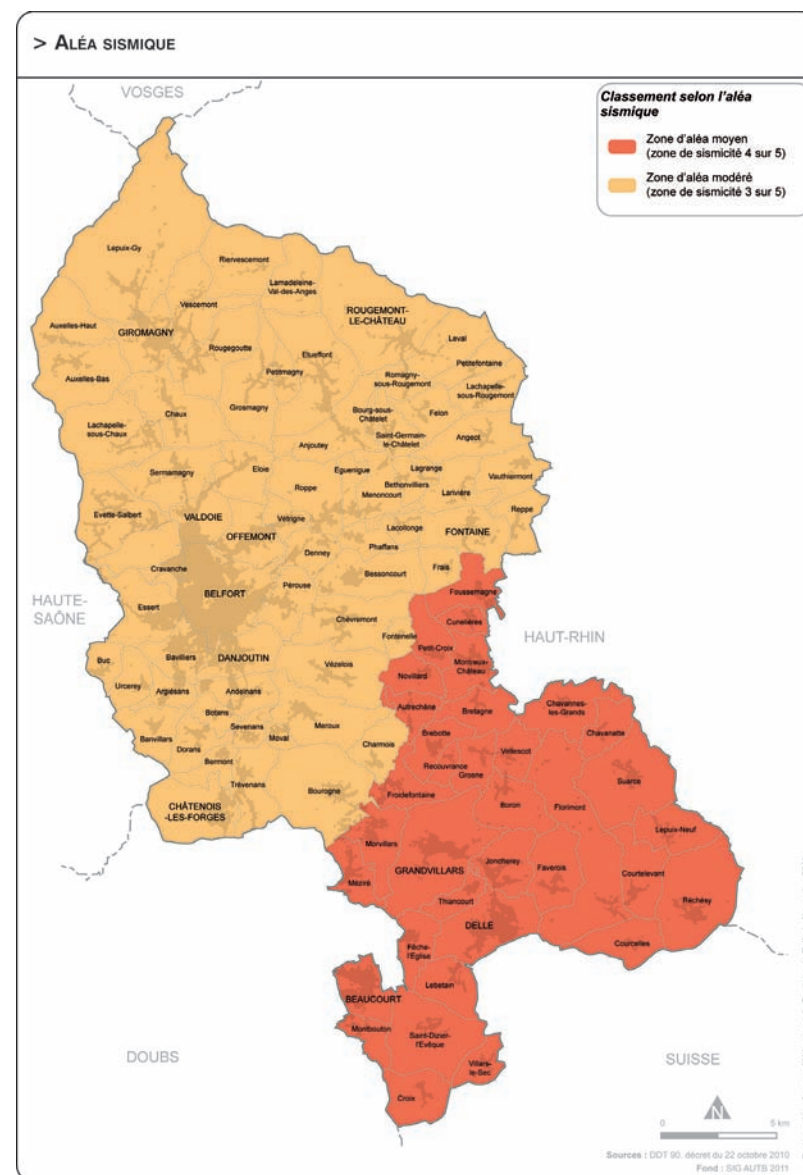 > ALÉA SISMIQUE
VOSGES
Classement selon l'aléa
sismique
Zone d'aléa moyen
(zone de sismicité 4 sur 5)
Zone d'aléa modéré
(zone de sismicité 3 sur 5)
Lepuix-Gy
Riervescemont
Lamadeleine-
Val-des-Anges
Vescemont
ROUGEMONT-
LE-CHÂTEAU
Auxelles-Haut
GIROMAGNY
Leval
Rougegoutte
Etueffont
Petitefontaine
Auxelles-Bas
Petitmagny
Romagny-
sous-Rougemont
Lachapelle-
sous-Rougemont
Chaux
Grosmagny
Bourg-sous-
Châtelet
Felon
Lachapelle-
sous-Chaux
Saint-Germain-
le-Châtelet
Angeot
Anjoutey
Sermamagny
Eloie
Eguenigue
Lagrange
Vauthiermont
Roppe
Bethonvilliers
Menoncourt
Larivière
Reppe
Evette-Salbert
VALDOIE
Vétrigne
OFFEMONT
Lacollonge
FONTAINE
Denney
Phaffans
Cravanche
Bessoncourt
Frais
Pérouse
BELFORT
Foussemagne
HAUTE-
SAÔNE
Essert
Chèvremont
Cunelières
Fontenelle
HAUT-RHIN
Petit-Croix
Buc
Bavilliers
DANJOUTIN
Vézelois
Montreux-
Château
Novillard
Urcerey
Argiésans
Andelnans
Chavannes-
les-Grands
Botans
Autrechêne
Bretagne
Sevenans
Meroux
Banvillars
Moval
Brebotte
Chavanatte
Dorans
Charmois
Vellescot
Bermont
Recouvrance
Grosne
Suarce
Trévenans
Bourogne
Froidefontaine
Boron
Florimond
CHÂTENOIS
-LES-FORGES
Lepuix-Neuf
Morvillars
GRANDVILLARS
Joncherey
Faverois
Courtelevant
Méziré
Thiancourt
Réchésy
DELLE
Fêche-
l'Église
Courcelles
Lebetain
BEAUCOURT
Montbouton
Saint-Dizier-
l'Evêque
DOUBS
Villars-
le-Sec
SUISSE
Croix
N
0
5 km
Sources : DDT 90, décret du 22 octobre 2010
Fond : SIG AUTB 2011